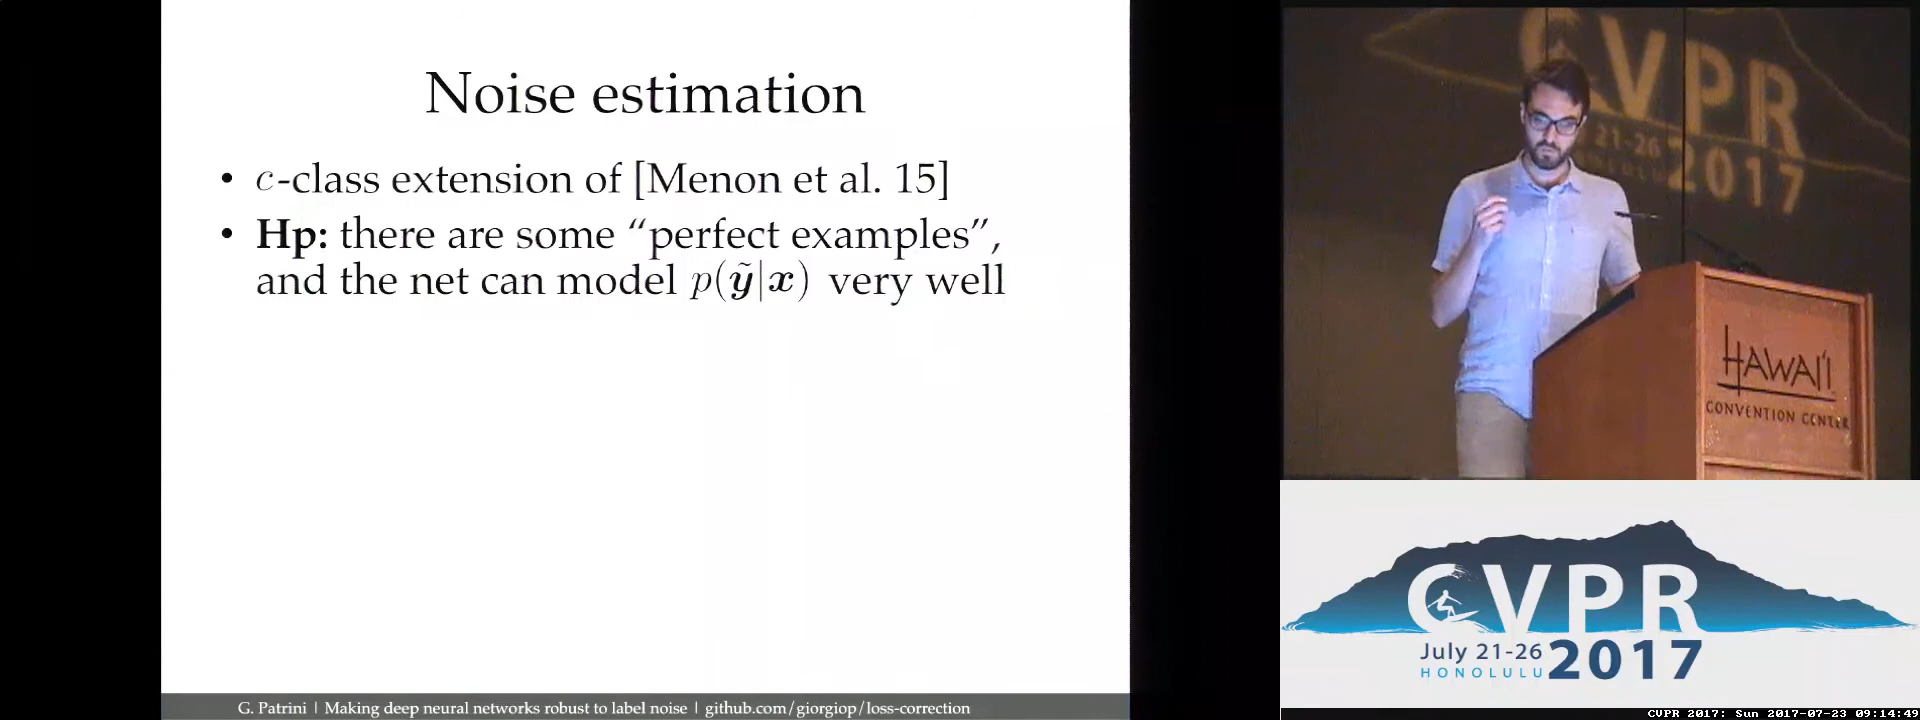 Noise estimation
• c-class extension of [Menon et al. 15]
• Hp: there are some “perfect examples”,
and the net can model p(ỹ|x) very well
G. Patrini | Making deep neural networks robust to label noise | github.com/giorgiop/loss-correction
CVPR
21-26
2017
HAWAI'I
CONVENTION CENTER
CVPR
July 21-26
HONOLULU
2017
CVPR 2017: Sun 2017-07-23 09:14:49